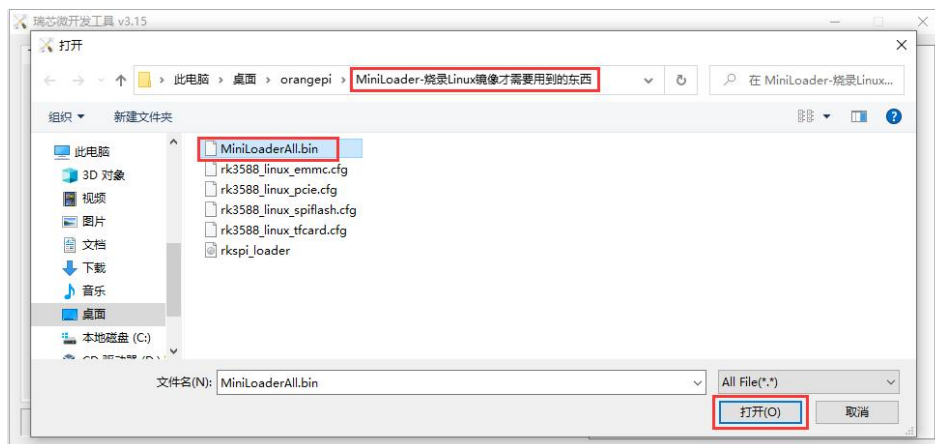 瑞芯微开发工具 v3.15
打开
此电脑 › 桌面 › orangepi › MiniLoader-烧录Linux镜像才需要用到的东西
在 MiniLoader-烧录Linux...
组织 新建文件夹
此电脑
3D 对象
视频
图片
文档
下载
音乐
桌面
本地磁盘 (C:)
MiniLoaderAll.bin
rk3588_linux_emmc.cfg
rk3588_linux_pcie.cfg
rk3588_linux_spiflash.cfg
rk3588_linux_tfcard.cfg
rkspi_loader
文件名(N): MiniLoaderAll.bin
All File(*.*)
打开(O) 取消